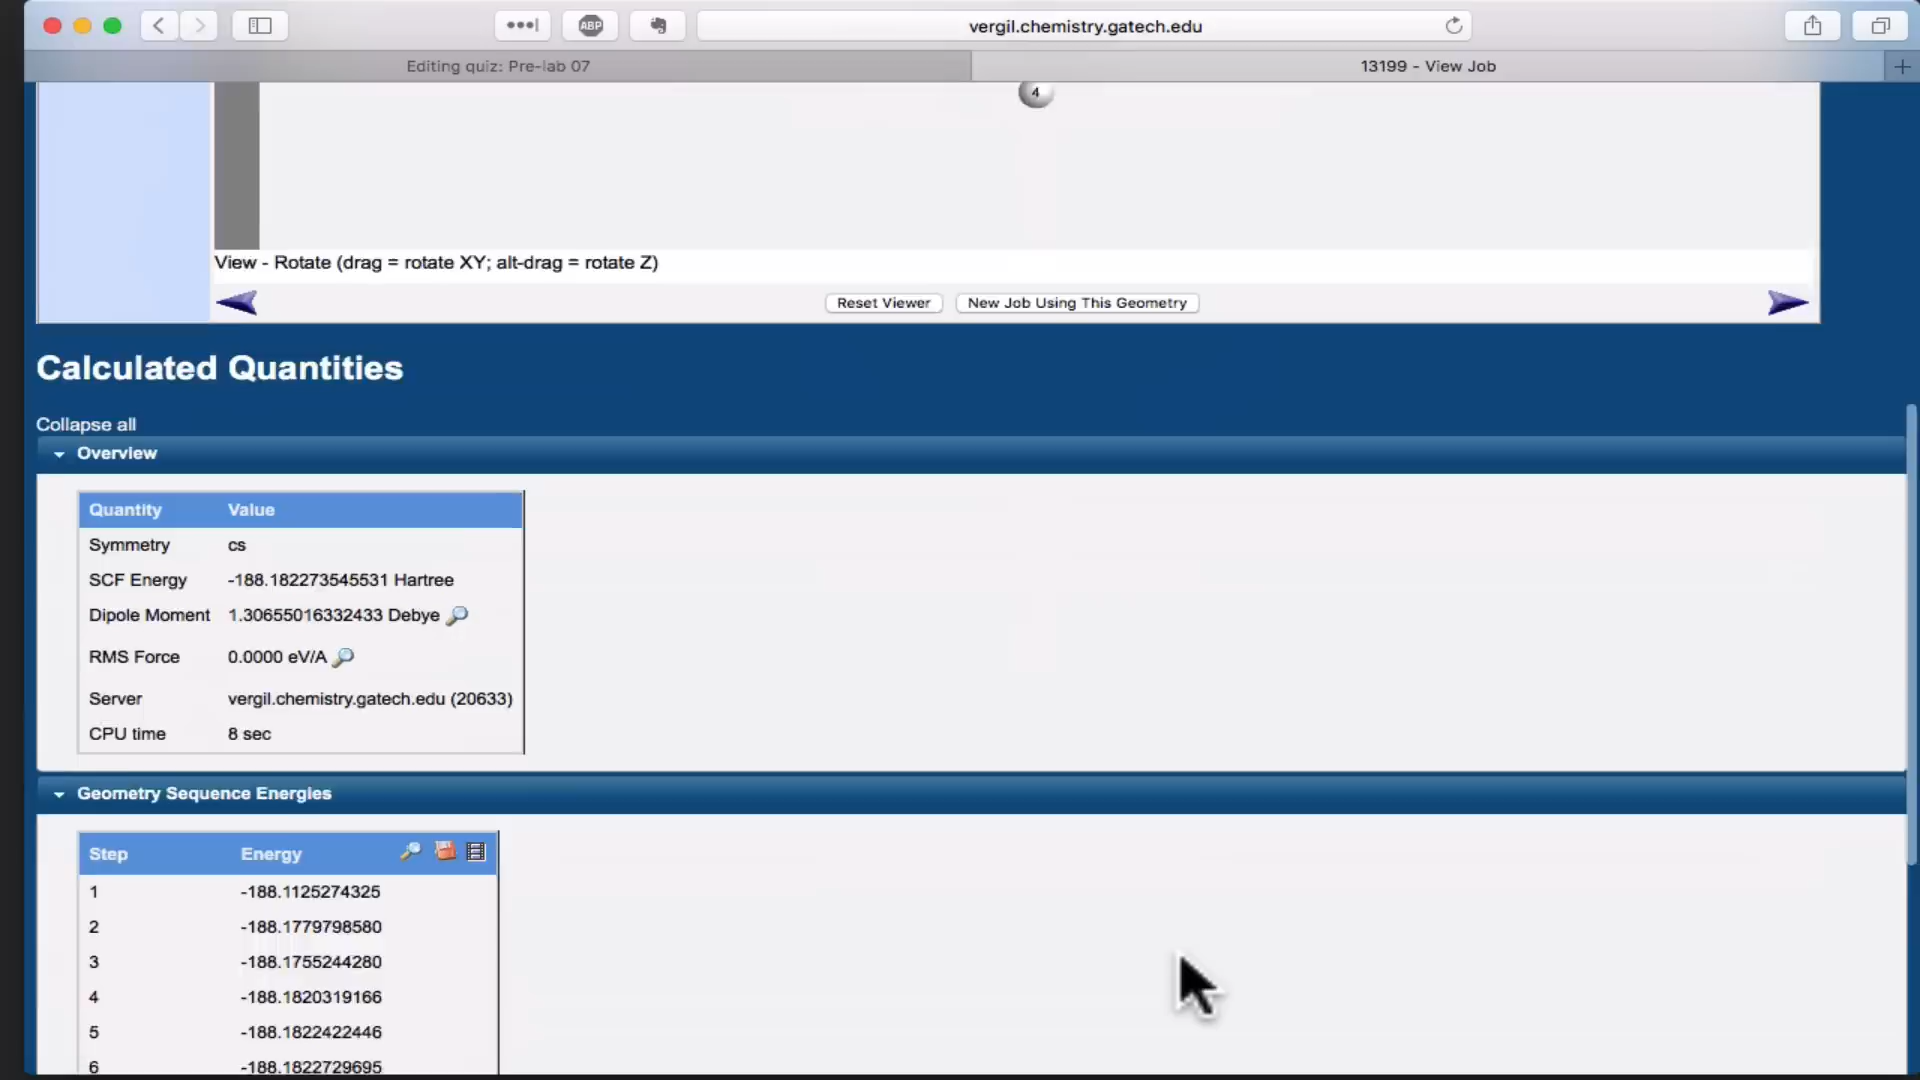 vergil.chemistry.gatech.edu
ABP
Editing quiz: Pre-lab 07
13199 - View Job
4
View - Rotate (drag = rotate XY; alt-drag = rotate Z)
Reset Viewer
New Job Using This Geometry
Calculated Quantities
Collapse all
Overview
Quantity Value
Symmetry cs
SCF Energy -188.182273545531 Hartree
Dipole Moment 1.30655016332433 Debye
RMS Force 0.0000 eV/A
Server vergil.chemistry.gatech.edu (20633)
CPU time 8 sec
Geometry Sequence Energies
Step Energy
1 -188.1125274325
2 -188.1779798580
3 -188.1755244280
4 -188.1820319166
5 -188.1822422446
6 -188.1822729695